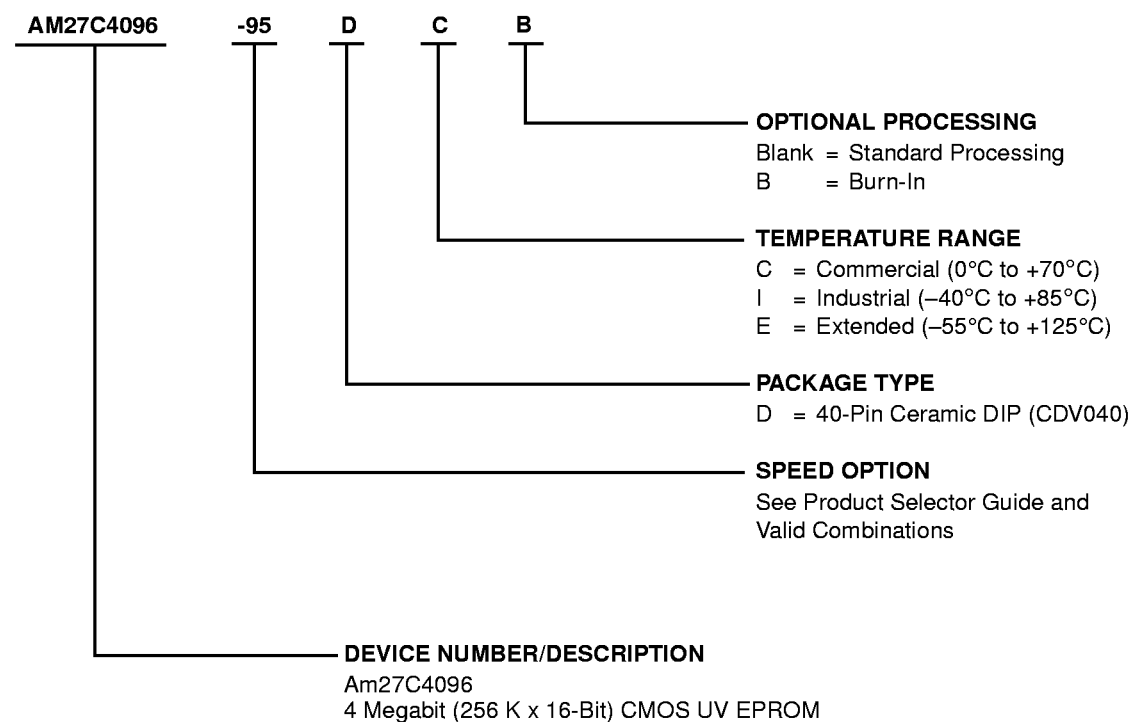 AM27C4096 -95 D C B
OPTIONAL PROCESSING
Blank = Standard Processing
B = Burn-In
TEMPERATURE RANGE
C = Commercial (0°C to +70°C)
I = Industrial (–40°C to +85°C)
E = Extended (–55°C to +125°C)
PACKAGE TYPE
D = 40-Pin Ceramic DIP (CDV040)
SPEED OPTION
See Product Selector Guide and
Valid Combinations
DEVICE NUMBER/DESCRIPTION
Am27C4096
4 Megabit (256 K x 16-Bit) CMOS UV EPROM